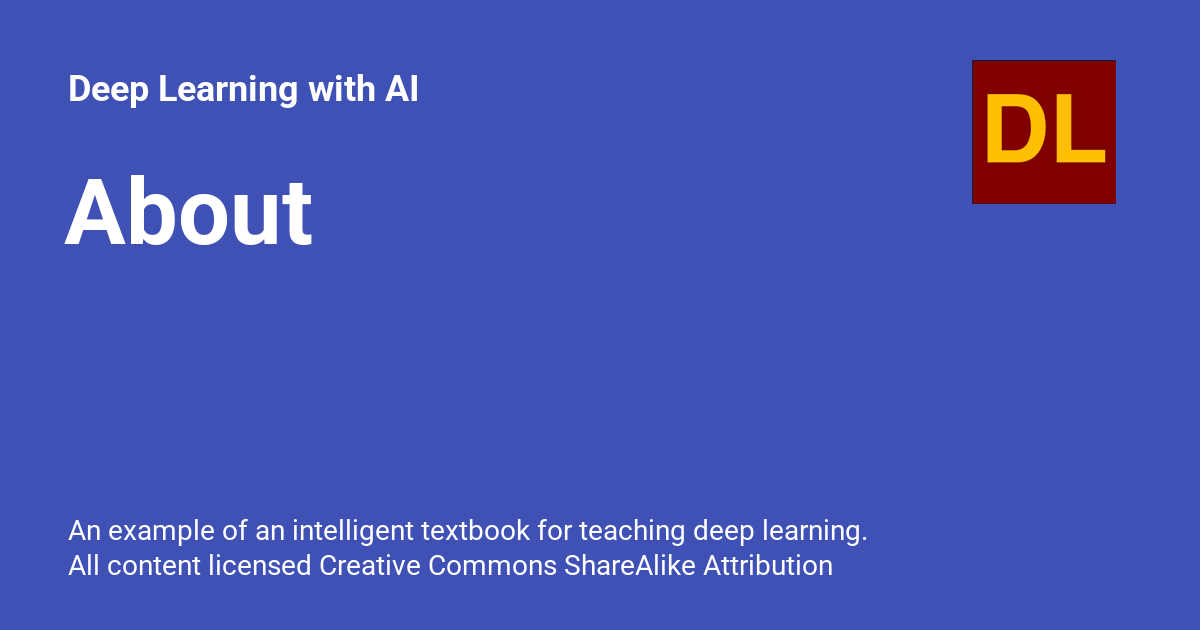 Deep Learning with AI
DL
About
An example of an intelligent textbook for teaching deep learning.
All content licensed Creative Commons ShareAlike Attribution